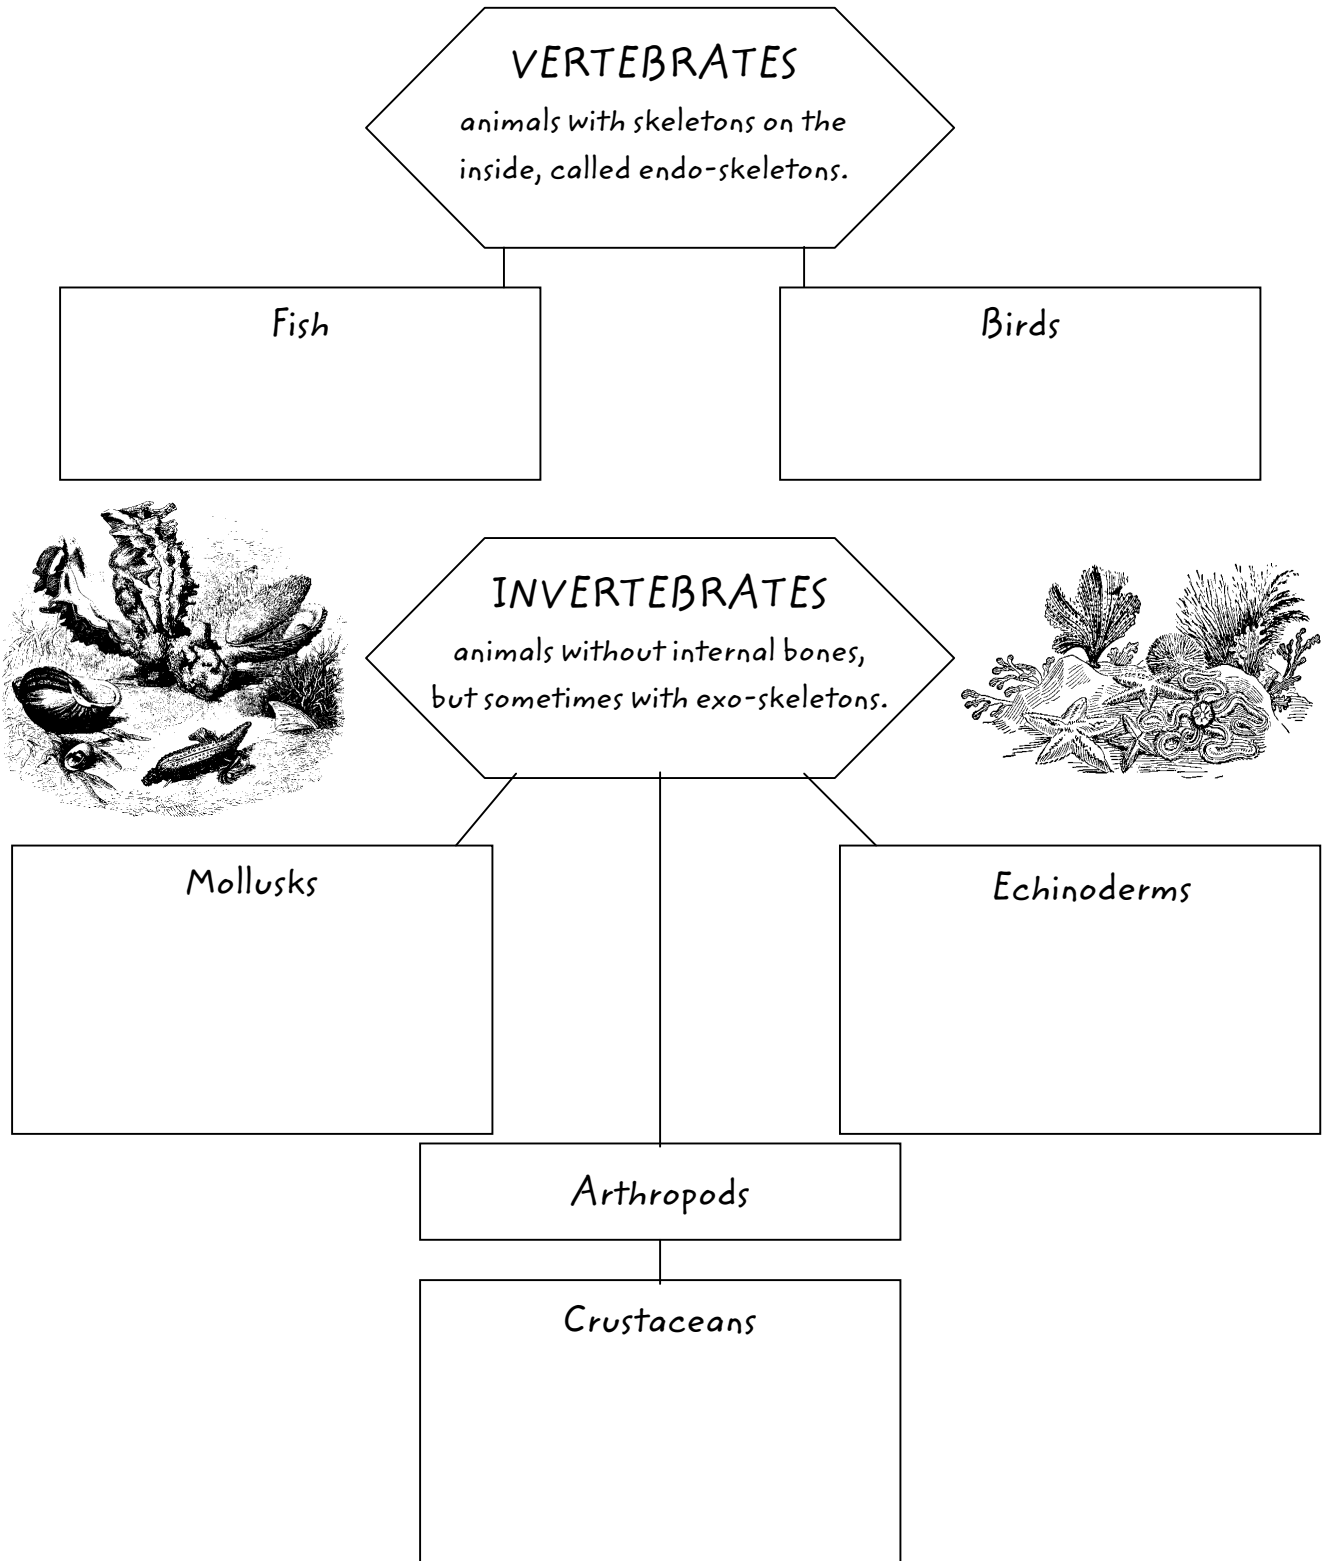 VERTEBRATES
animals with skeletons on the
inside, called endo-skeletons.
Fish
Birds
INVERTEBRATES
animals without internal bones,
but sometimes with exo-skeletons.
Mollusks
Echinoderms
Arthropods
Crustaceans